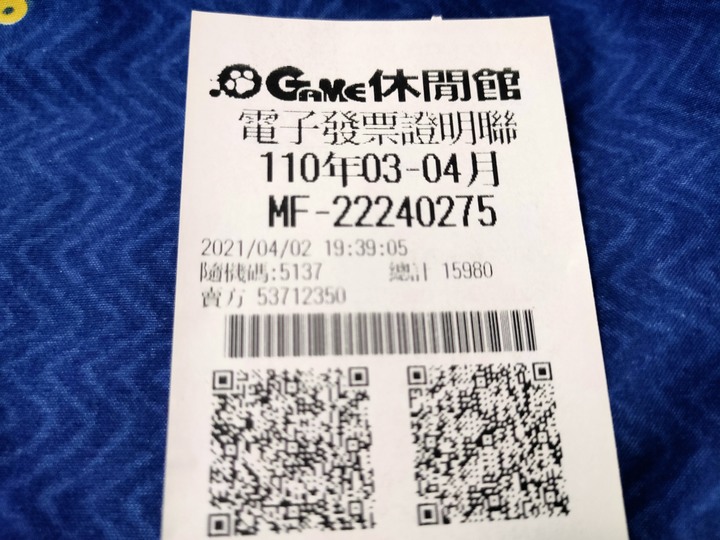 GAME休閒館
電子發票證明聯
110年03-04月
MF-22240275
2021/04/02 19:39:05
隨機碼:5137 總計 15980
賣方 53712350